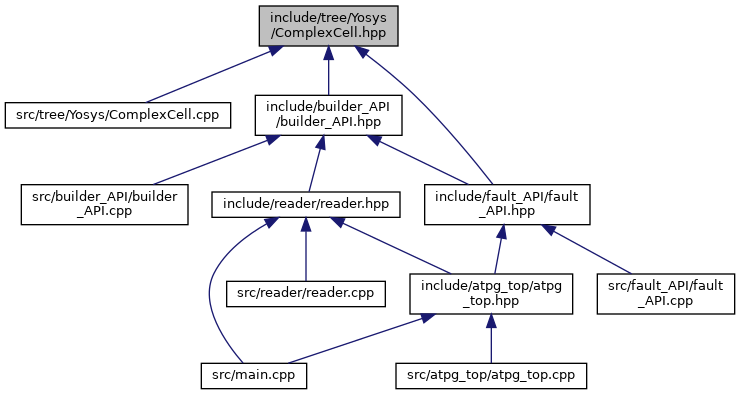 include/tree/Yosys
/ComplexCell.hpp
src/tree/Yosys/ComplexCell.cpp
include/builder_API
/builder_API.hpp
src/builder_API/builder
_API.cpp
include/reader/reader.hpp
include/fault_API/fault
_API.hpp
src/reader/reader.cpp
include/atpg_top/atpg
_top.hpp
src/fault_API/fault
_API.cpp
src/main.cpp
src/atpg_top/atpg_top.cpp